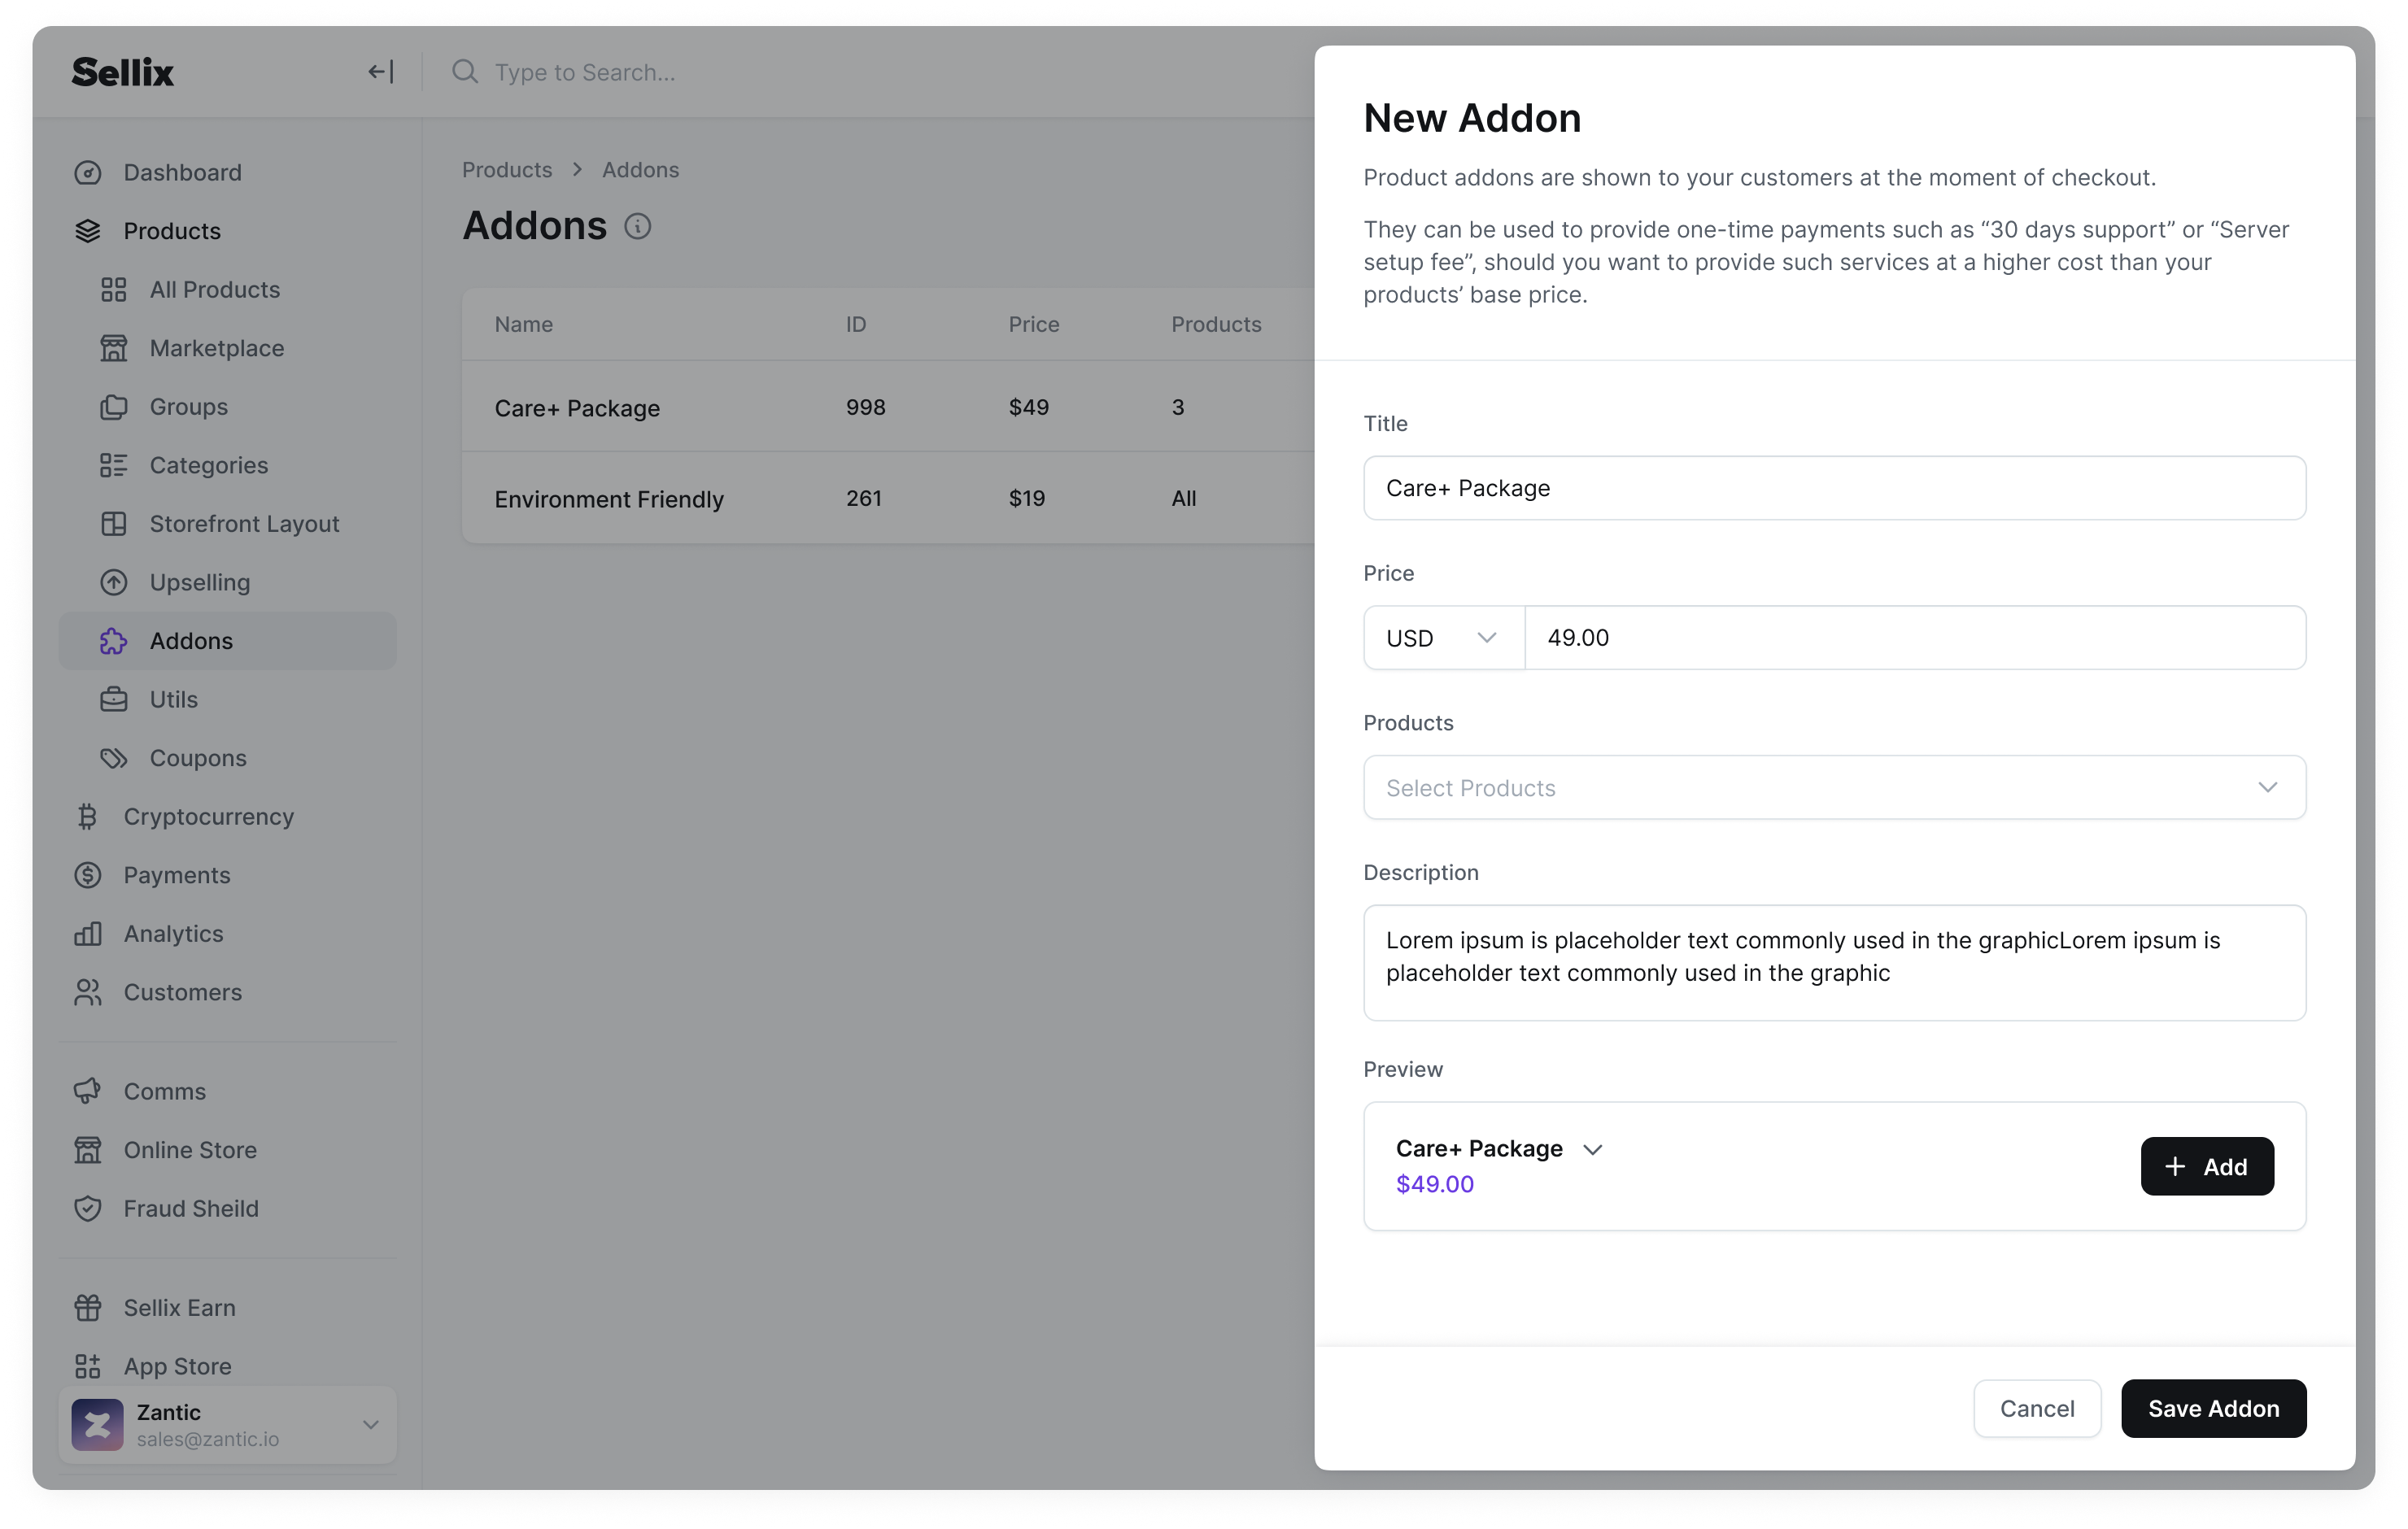 Sellix
Type to Search...
Dashboard
Products
All Products
Marketplace
Groups
Categories
Storefront Layout
Upselling
Addons
Utils
Coupons
Cryptocurrency
Payments
Analytics
Customers
Comms
Online Store
Fraud Sheild
Sellix Earn
App Store
Zantic
sales@zantic.io
Products > Addons
Addons
Name ID Price Products
Care+ Package 998 $49 3
Environment Friendly 261 $19 All
New Addon
Product addons are shown to your customers at the moment of checkout.
They can be used to provide one-time payments such as “30 days support” or “Server
setup fee”, should you want to provide such services at a higher cost than your
products’ base price.
Title
Care+ Package
Price
USD 49.00
Products
Select Products
Description
Lorem ipsum is placeholder text commonly used in the graphicLorem ipsum is
placeholder text commonly used in the graphic
Preview
Care+ Package
$49.00
+ Add
Cancel
Save Addon